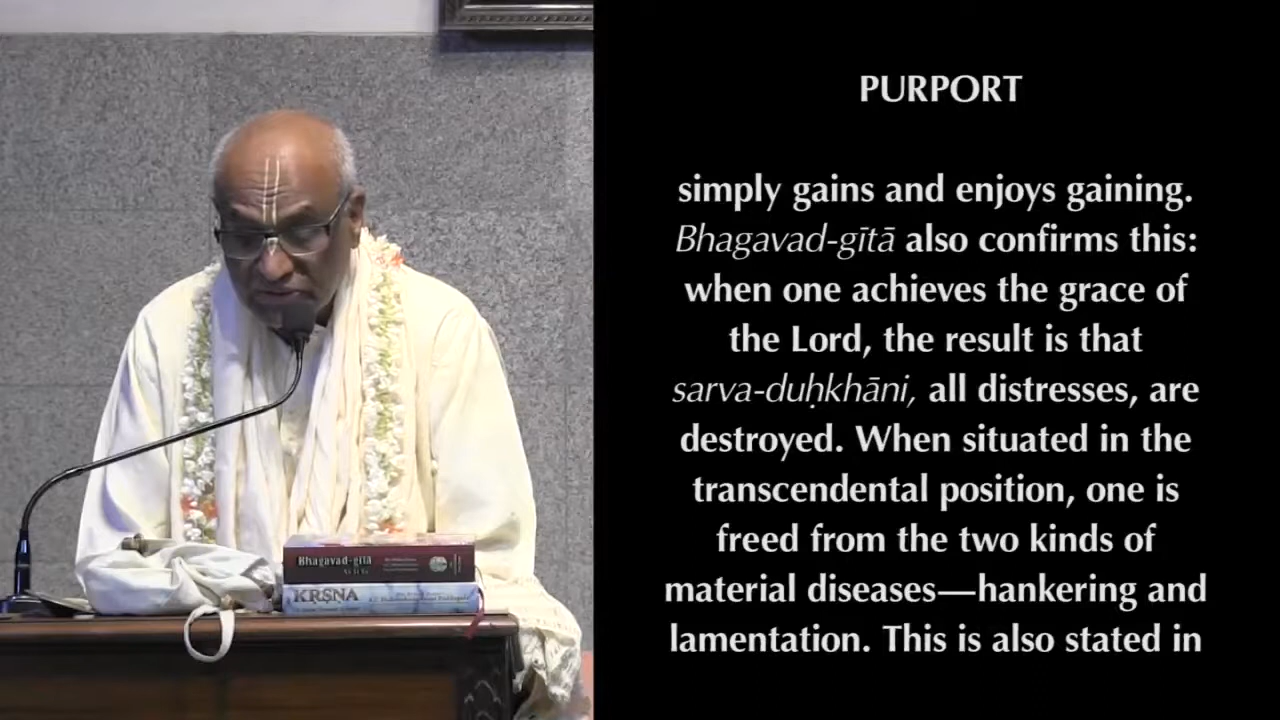 PURPORT
simply gains and enjoys gaining.
Bhagavad-gītā also confirms this:
when one achieves the grace of
the Lord, the result is that
sarva-duḥkhāni, all distresses, are
destroyed. When situated in the
transcendental position, one is
freed from the two kinds of
material diseases—hankering and
lamentation. This is also stated in
Bhagavad-gītā
KṚṢṆA